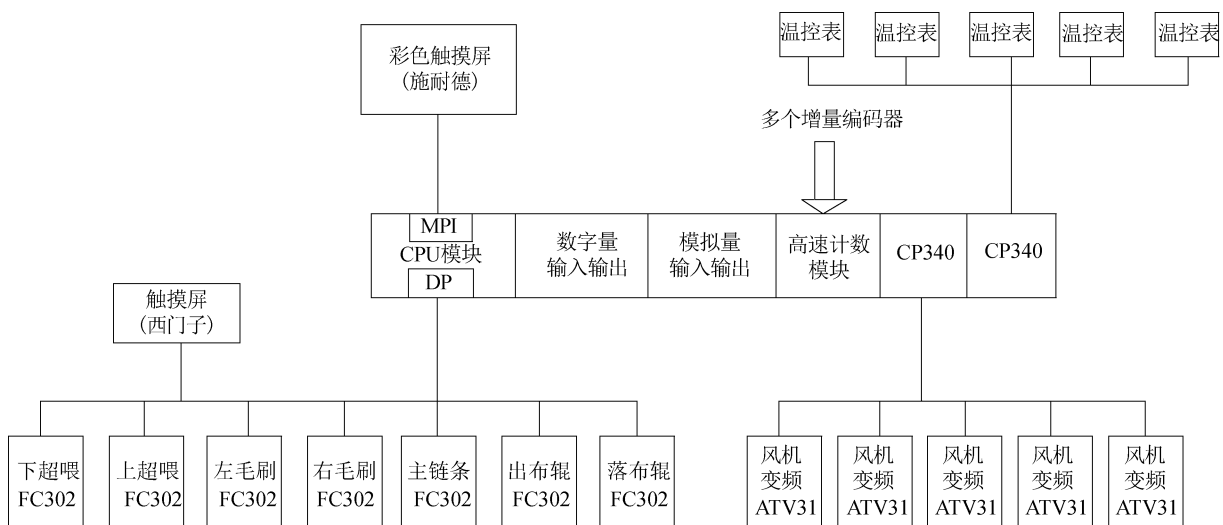 温控表
温控表
温控表
温控表
温控表
彩色触摸屏
(施耐德)
多个增量编码器
MPI
CPU模块
DP
数字量
输入输出
模拟量
输入输出
高速计数
模块
CP340
CP340
触摸屏
(西门子)
下超喂
FC302
上超喂
FC302
左毛刷
FC302
右毛刷
FC302
主链条
FC302
出布辊
FC302
落布辊
FC302
风机
变频
ATV31
风机
变频
ATV31
风机
变频
ATV31
风机
变频
ATV31
风机
变频
ATV31